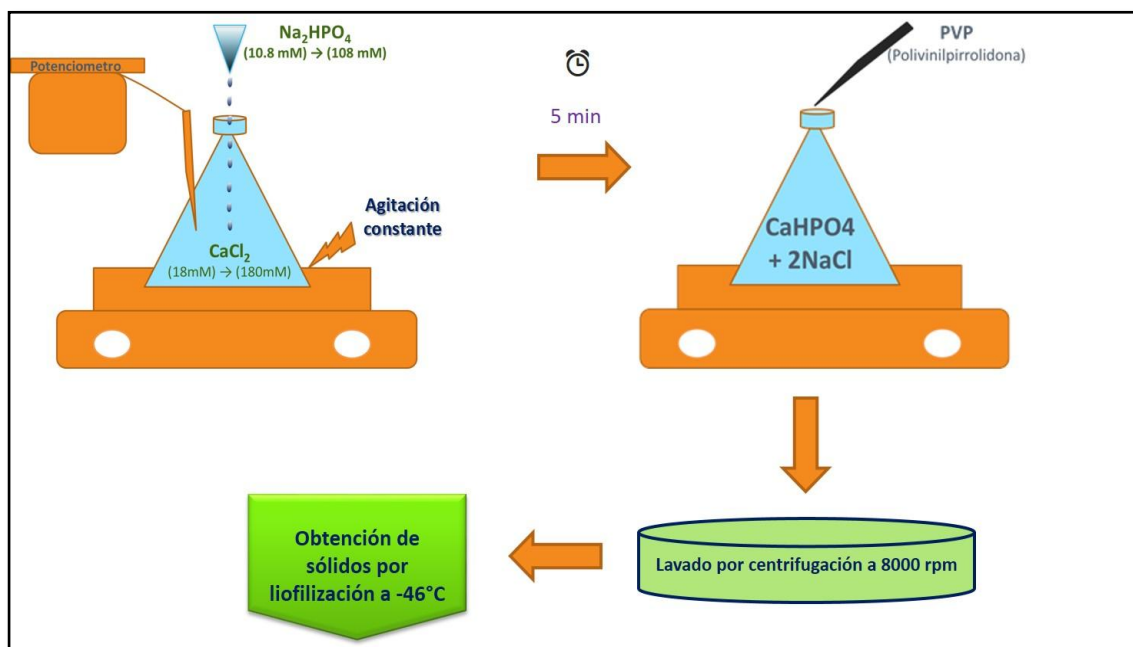 Na₂HPO₄
(10.8 mM) → (108 mM)
Potenciometro
Agitación
constante
CaCl₂
(18mM) → (180mM)
5 min
PVP
(Polivinilpirrolidona)
CaHPO4
+ 2NaCl
Lavado por centrifugación a 8000 rpm
Obtención de
sólidos por
liofilización a -46°C